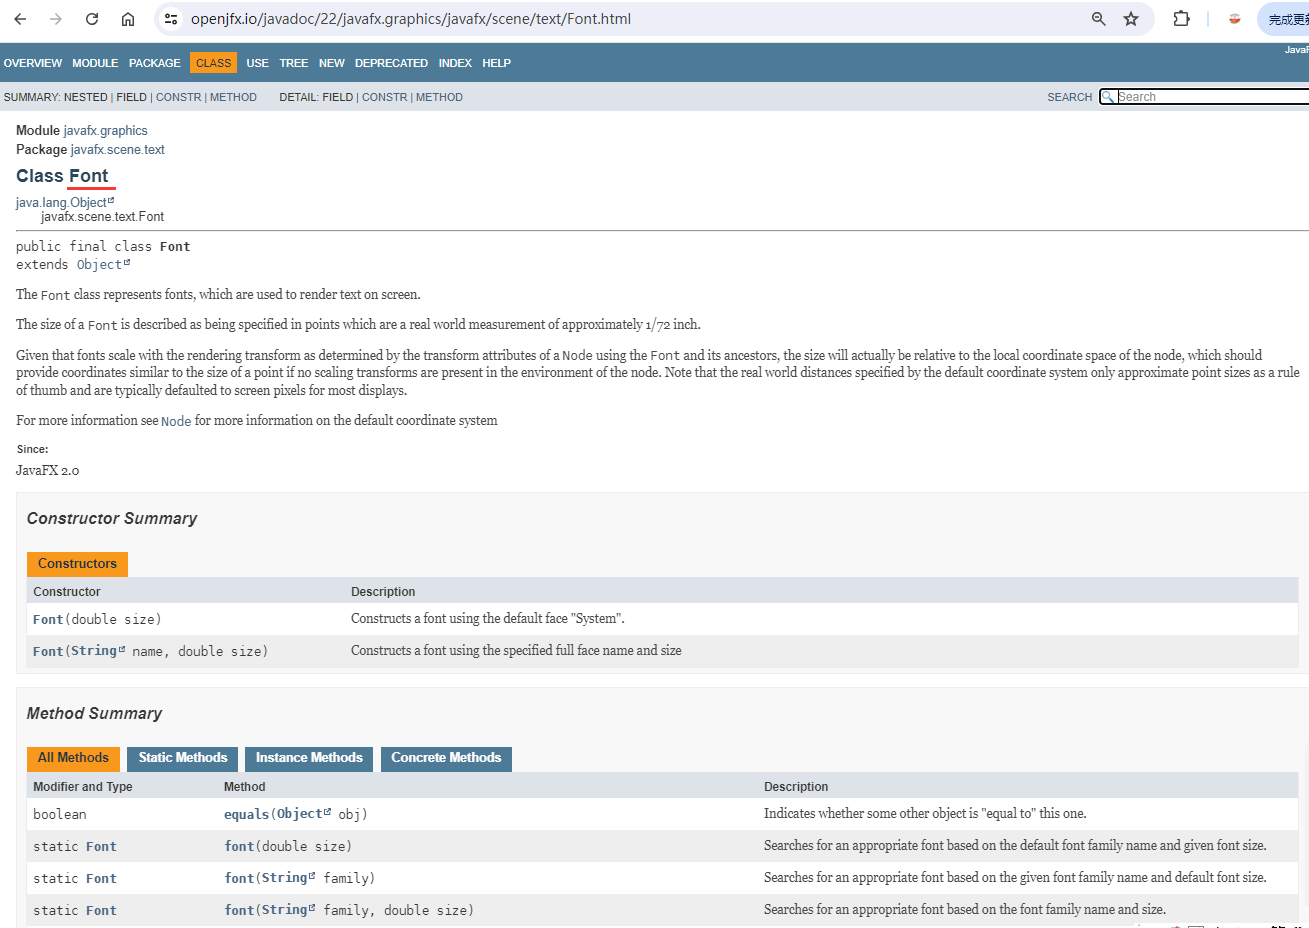 openjfx.io/javadoc/22/javafx.graphics/javafx/scene/text/Font.html
完成更新
JavaF
OVERVIEW MODULE PACKAGE CLASS USE TREE NEW DEPRECATED INDEX HELP
SUMMARY: NESTED | FIELD | CONSTR | METHOD DETAIL: FIELD | CONSTR | METHOD SEARCH Search
Module javafx.graphics
Package javafx.scene.text
Class Font
java.lang.Object
javafx.scene.text.Font
public final class Font
extends Object
The Font class represents fonts, which are used to render text on screen.
The size of a Font is described as being specified in points which are a real world measurement of approximately 1/72 inch.
Given that fonts scale with the rendering transform as determined by the transform attributes of a Node using the Font and its ancestors, the size will actually be relative to the local coordinate space of the node, which should
provide coordinates similar to the size of a point if no scaling transforms are present in the environment of the node. Note that the real world distances specified by the default coordinate system only approximate point sizes as a rule
of thumb and are typically defaulted to screen pixels for most displays.
For more information see Node for more information on the default coordinate system
Since:
JavaFX 2.0
Constructor Summary
Constructors
Constructor Description
Font(double size) Constructs a font using the default face "System".
Font(String name, double size) Constructs a font using the specified full face name and size
Method Summary
All Methods Static Methods Instance Methods Concrete Methods
Modifier and Type Method Description
boolean equals(Object obj) Indicates whether some other object is "equal to" this one.
static Font font(double size) Searches for an appropriate font based on the default font family name and given font size.
static Font font(String family) Searches for an appropriate font based on the given font family name and default font size.
static Font font(String family, double size) Searches for an appropriate font based on the font family name and size.